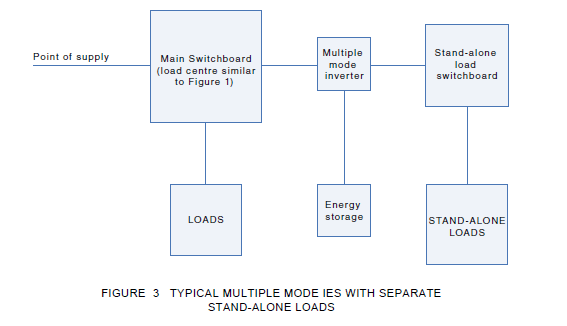 Point of supply
Main Switchboard
(load centre similar
to Figure 1)
Multiple
mode
inverter
Stand-alone
load
switchboard
LOADS
Energy
storage
STAND-ALONE
LOADS
FIGURE 3 TYPICAL MULTIPLE MODE IES WITH SEPARATE
STAND-ALONE LOADS